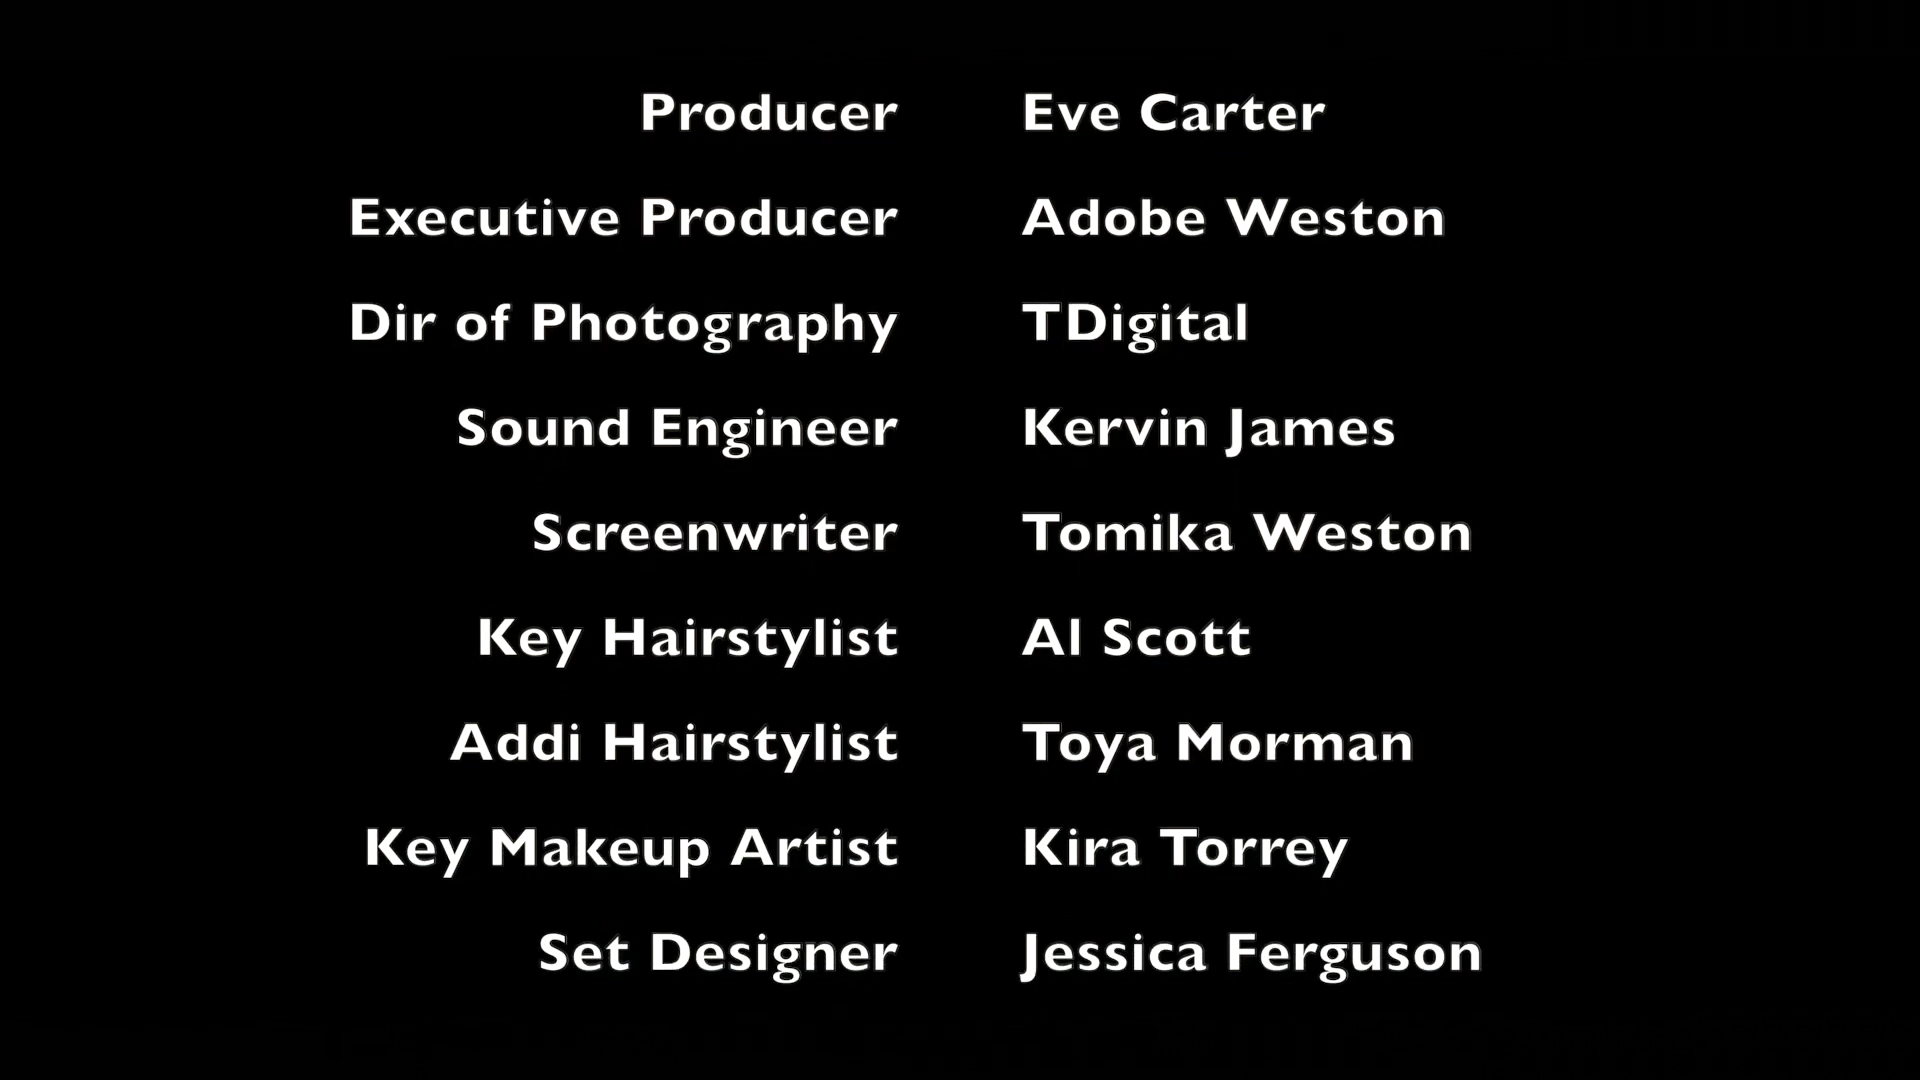 Producer Eve Carter
Executive Producer Adobe Weston
Dir of Photography TDigital
Sound Engineer Kervin James
Screenwriter Tomika Weston
Key Hairstylist Al Scott
Addi Hairstylist Toya Morman
Key Makeup Artist Kira Torrey
Set Designer Jessica Ferguson